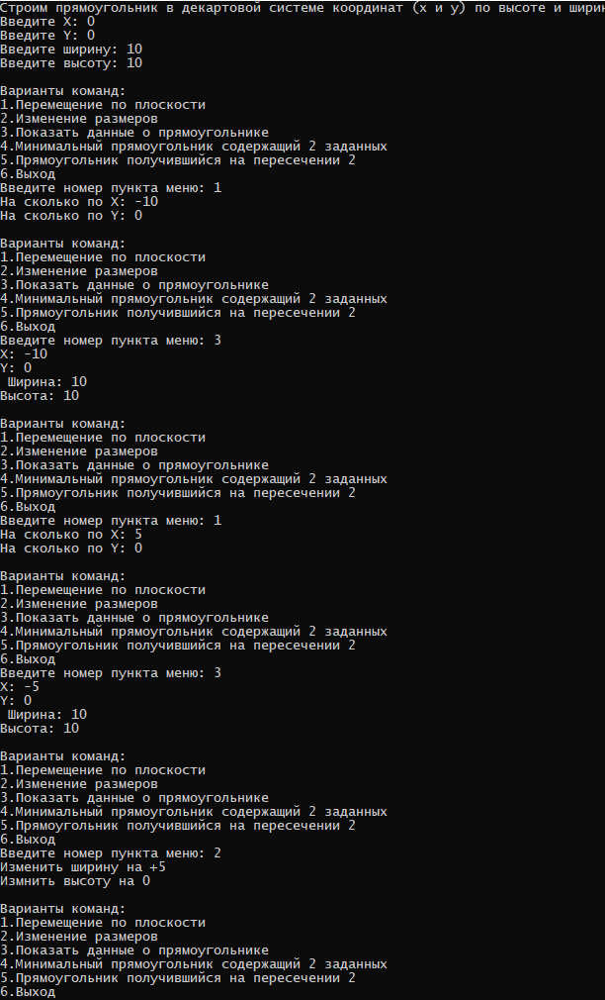 Строим прямоугольник в декартовой системе координат (x и y) по высоте и
Введите X: 0
Введите Y: 0
Введите ширину: 10
Введите высоту: 10
Варианты команд:
1.Перемещение по плоскости
2.Изменение размеров
3.Показать данные о прямоугольнике
4.Минимальный прямоугольник содержащий 2 заданных
5.Прямоугольник получившийся на пересечении 2
6.Выход
Введите номер пункта меню: 1
На сколько по X: -10
На сколько по Y: 0
Варианты команд:
1.Перемещение по плоскости
2.Изменение размеров
3.Показать данные о прямоугольнике
4.Минимальный прямоугольник содержащий 2 заданных
5.Прямоугольник получившийся на пересечении 2
6.Выход
Введите номер пункта меню: 3
X: -10
Y: 0
Ширина: 10
Высота: 10
Варианты команд:
1.Перемещение по плоскости
2.Изменение размеров
3.Показать данные о прямоугольнике
4.Минимальный прямоугольник содержащий 2 заданных
5.Прямоугольник получившийся на пересечении 2
6.Выход
Введите номер пункта меню: 1
На сколько по X: 5
На сколько по Y: 0
Варианты команд:
1.Перемещение по плоскости
2.Изменение размеров
3.Показать данные о прямоугольнике
4.Минимальный прямоугольник содержащий 2 заданных
5.Прямоугольник получившийся на пересечении 2
6.Выход
Введите номер пункта меню: 3
X: -5
Y: 0
Ширина: 10
Высота: 10
Варианты команд:
1.Перемещение по плоскости
2.Изменение размеров
3.Показать данные о прямоугольнике
4.Минимальный прямоугольник содержащий 2 заданных
5.Прямоугольник получившийся на пересечении 2
6.Выход
Введите номер пункта меню: 2
Изменить ширину на +5
Измнить высоту на 0
Варианты команд:
1.Перемещение по плоскости
2.Изменение размеров
3.Показать данные о прямоугольнике
4.Минимальный прямоугольник содержащий 2 заданных
5.Прямоугольник получившийся на пересечении 2
6.Выход